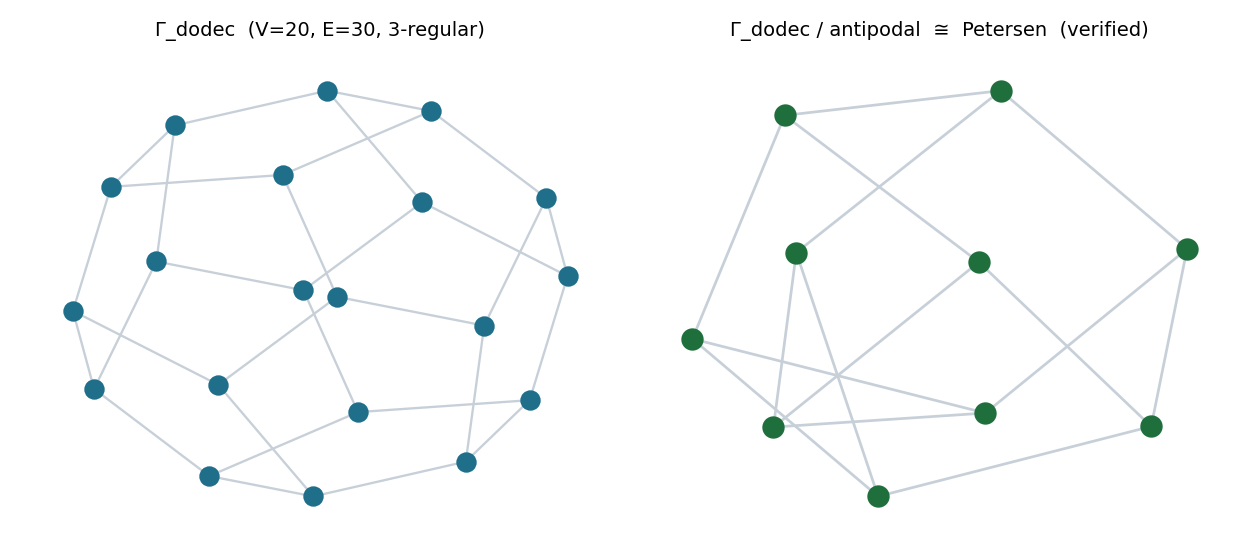 Γ_dodec (V=20, E=30, 3-regular)
Γ_dodec / antipodal ≅ Petersen (verified)